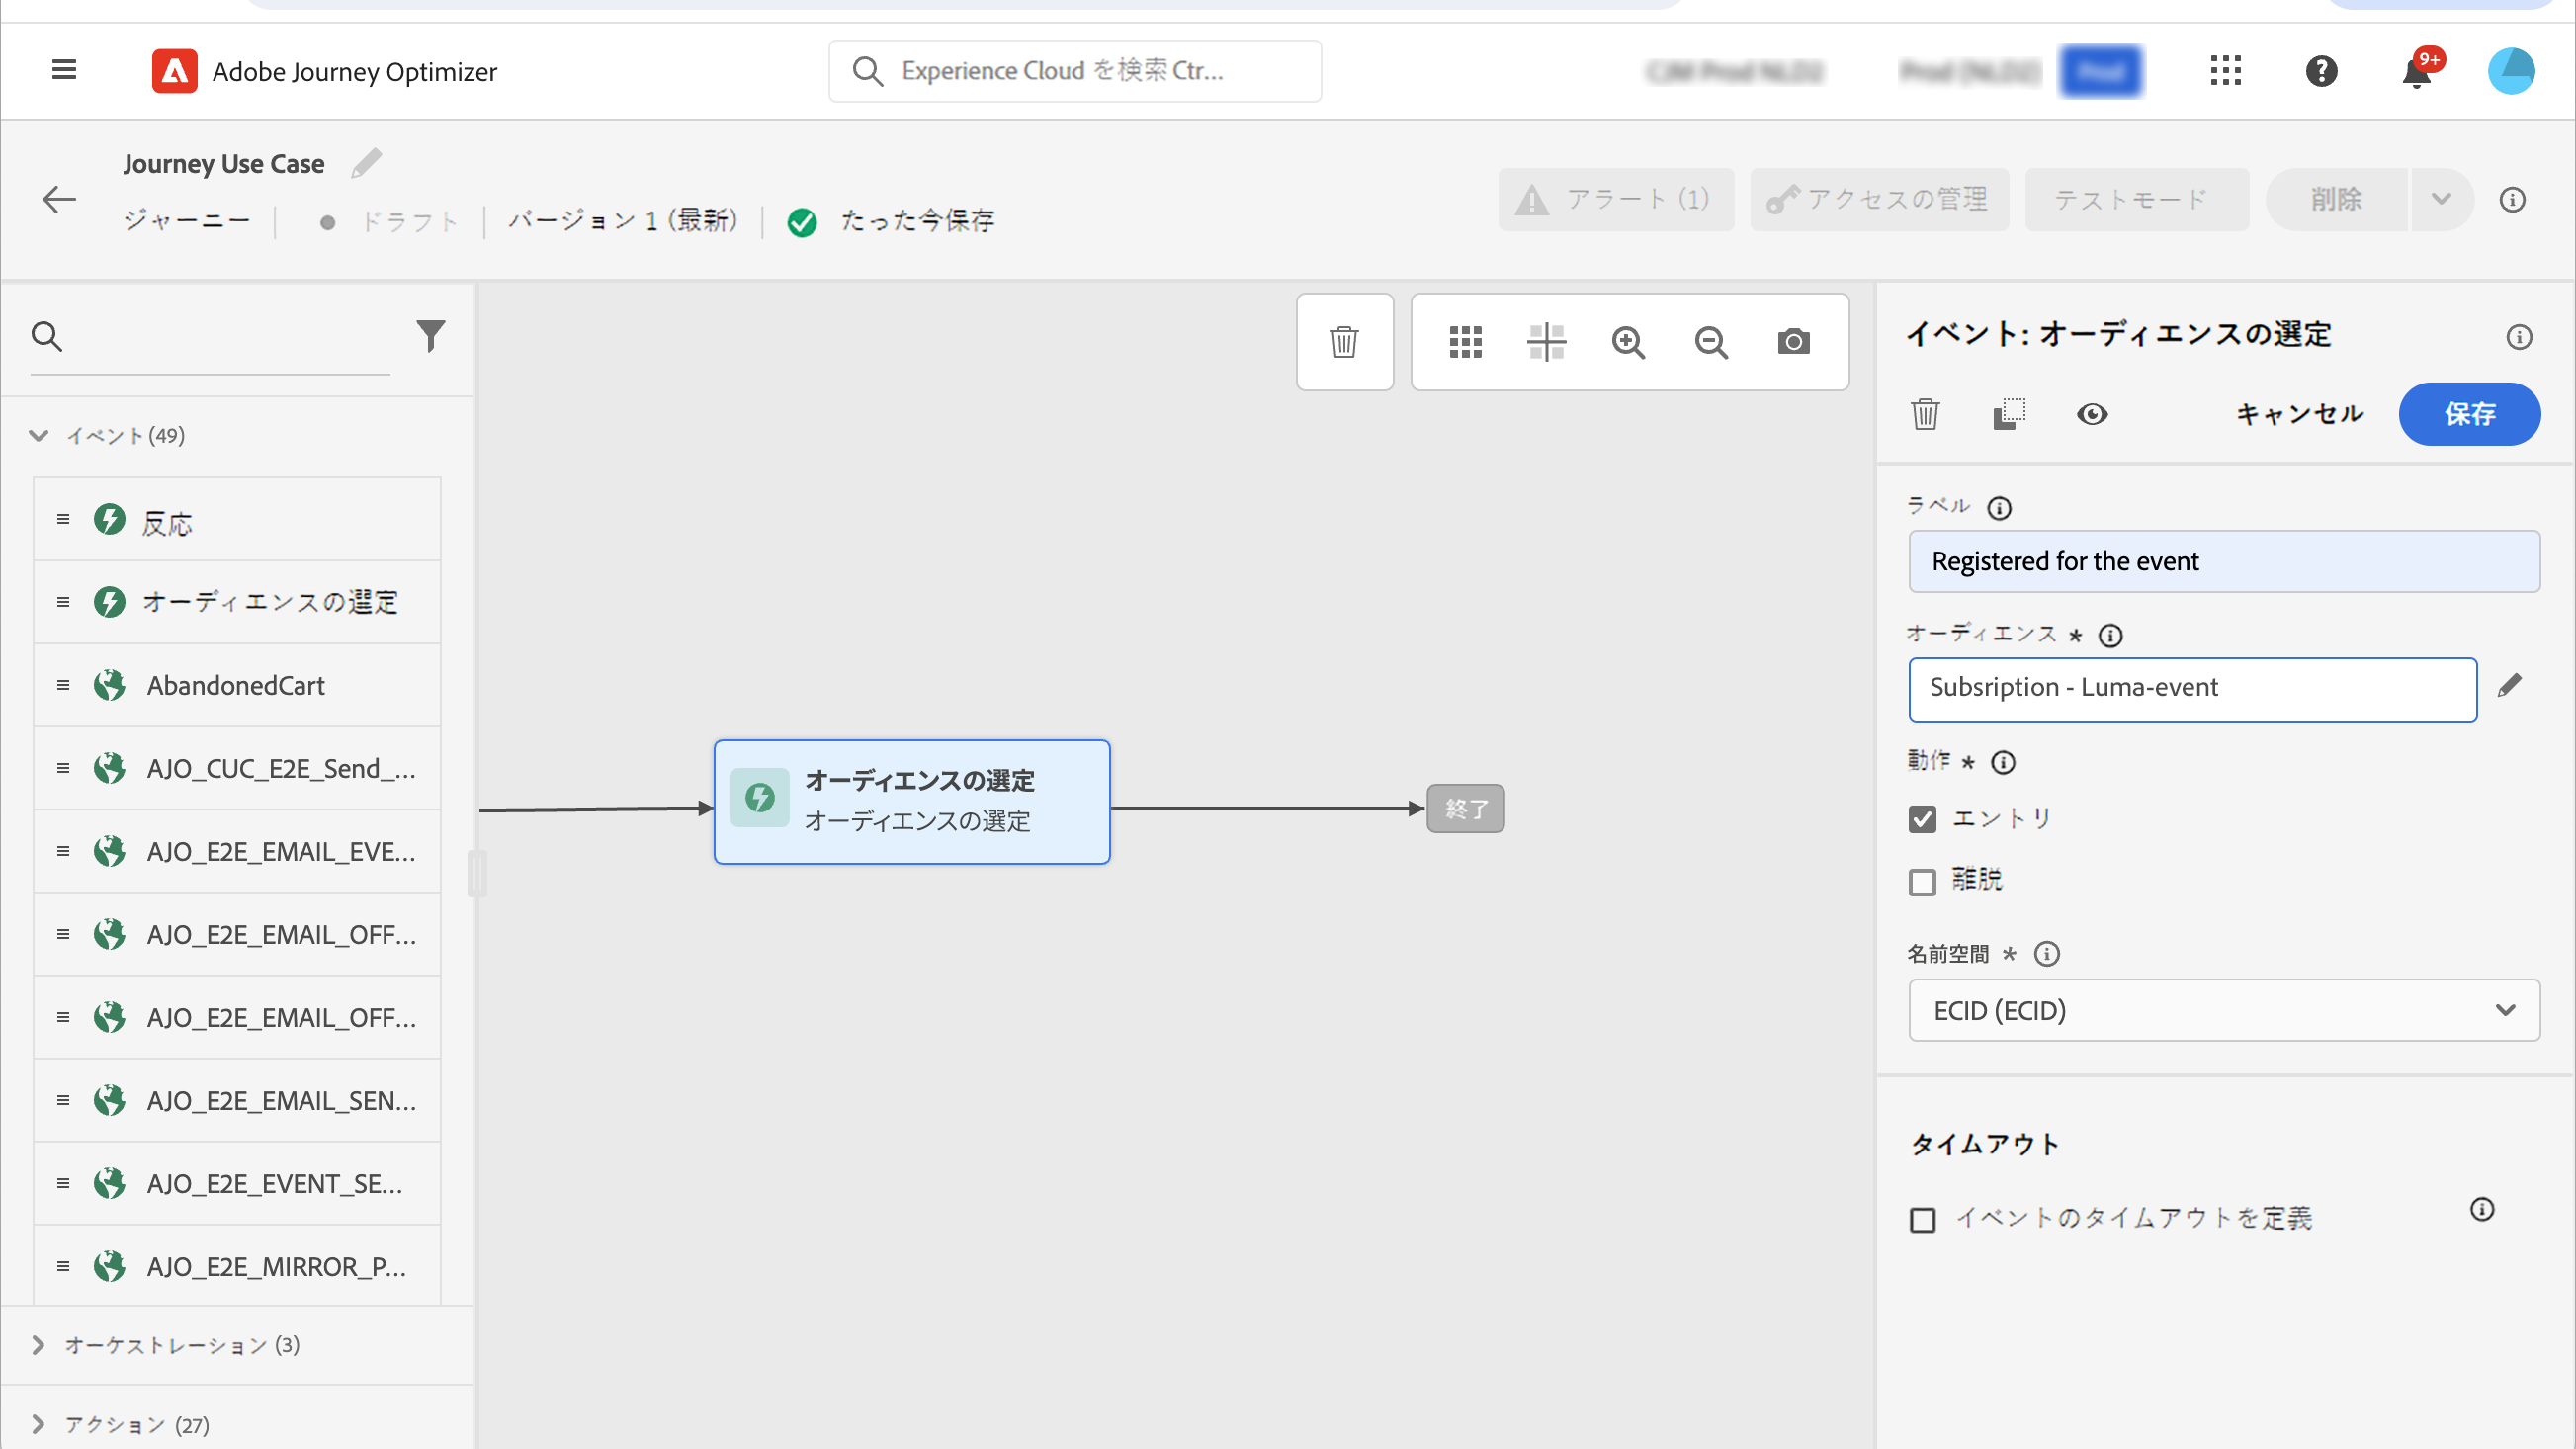 Adobe Journey Optimizer
Experience Cloud を検索 Ctr...
9+
Journey Use Case
ジャーニー
ドラフト
バージョン 1 (最新)
たった今保存
アラート (1)
アクセスの管理
テストモード
削除
イベント (49)
反応
オーディエンスの選定
AbandonedCart
AJO_CUC_E2E_Send_...
AJO_E2E_EMAIL_EVE...
AJO_E2E_EMAIL_OFF...
AJO_E2E_EMAIL_OFF...
AJO_E2E_EMAIL_SEN...
AJO_E2E_EVENT_SE...
AJO_E2E_MIRROR_P...
オーケストレーション (3)
アクション (27)
オーディエンスの選定
オーディエンスの選定
終了
イベント: オーディエンスの選定
キャンセル
保存
ラベル
Registered for the event
オーディエンス *
Subsription - Luma-event
動作 *
エントリ
離脱
名前空間 *
ECID (ECID)
タイムアウト
イベントのタイムアウトを定義